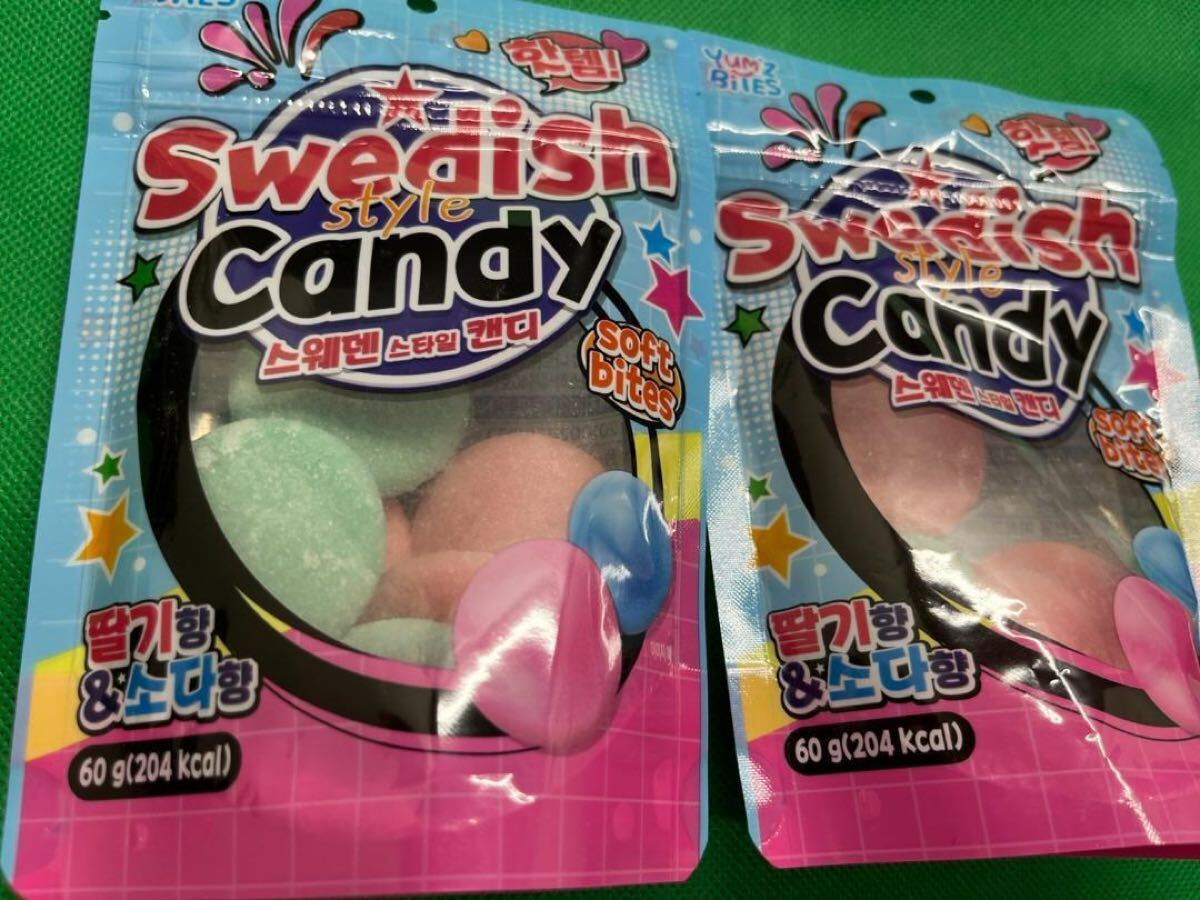 핫템!
Swedish
style
Candy
스웨덴 스타일 캔디
soft
bites
딸기향
&소다향
60 g(204 kcal)
YUM'Z
BITES
핫템!
Swedish
style
Candy
스웨덴 스타일 캔디
soft
bites
딸기향
&소다향
60 g(204 kcal)